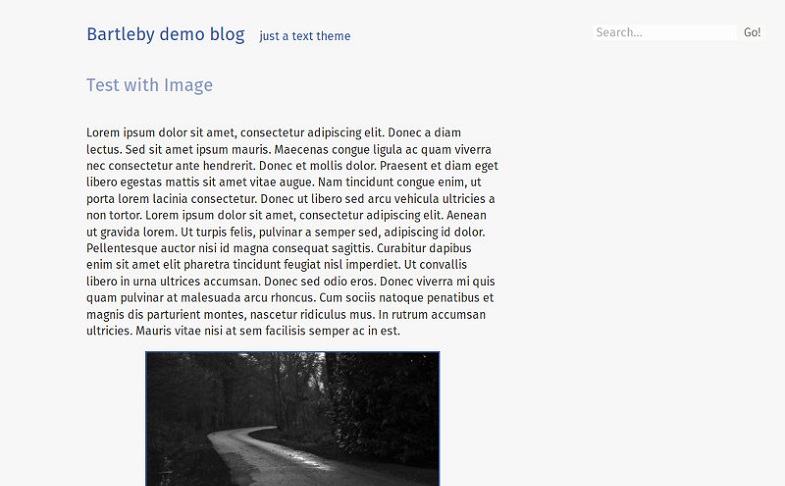 Bartleby demo blog just a text theme
Search... Go!
Test with Image
Lorem ipsum dolor sit amet, consectetur adipiscing elit. Donec a diam
lectus. Sed sit amet ipsum mauris. Maecenas congue ligula ac quam viverra
nec consectetur ante hendrerit. Donec et mollis dolor. Praesent et diam eget
libero egestas mattis sit amet vitae augue. Nam tincidunt congue enim, ut
porta lorem lacinia consectetur. Donec ut libero sed arcu vehicula ultricies a
non tortor. Lorem ipsum dolor sit amet, consectetur adipiscing elit. Aenean
ut gravida lorem. Ut turpis felis, pulvinar a semper sed, adipiscing id dolor.
Pellentesque auctor nisi id magna consequat sagittis. Curabitur dapibus
enim sit amet elit pharetra tincidunt feugiat nisl imperdiet. Ut convallis
libero in urna ultrices accumsan. Donec sed odio eros. Donec viverra mi quis
quam pulvinar at malesuada arcu rhoncus. Cum sociis natoque penatibus et
magnis dis parturient montes, nascetur ridiculus mus. In rutrum accumsan
ultricies. Mauris vitae nisi at sem facilisis semper ac in est.